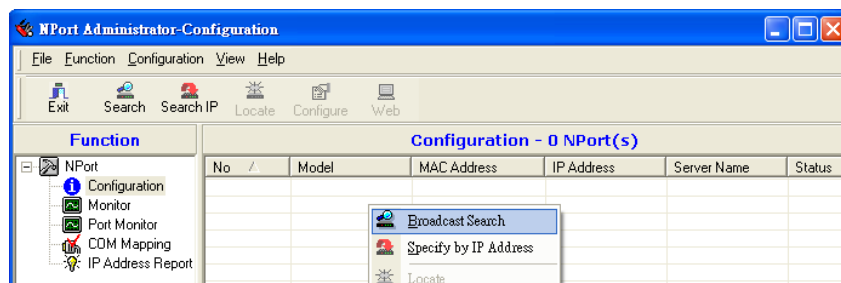 NPort Administrator-Configuration
File Function Configuration View Help
Exit Search Search IP Locate Configure Web
Function
Configuration - 0 NPort(s)
NPort
Configuration
Monitor
Port Monitor
COM Mapping
IP Address Report
No Model MAC Address IP Address Server Name Status
Broadcast Search
Specify by IP Address
Locate